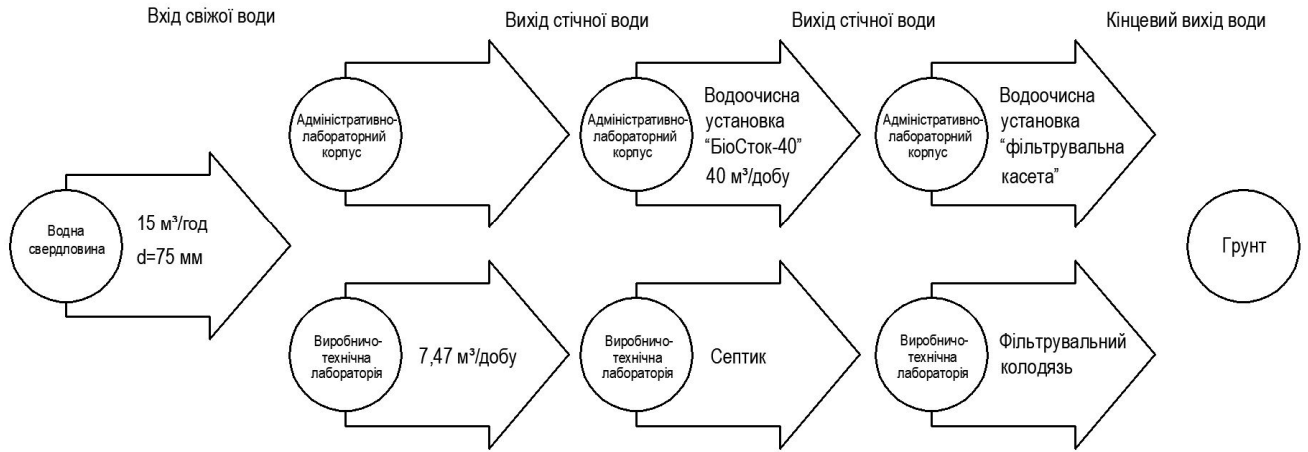 Вхід свіжої води
Вихід стічної води
Вихід стічної води
Кінцевий вихід води
Водна
свердловина
15 м³/год
d=75 мм
Адміністративно-
лабораторний
корпус
Адміністративно-
лабораторний
корпус
Водоочисна
установка
“БіоСток-40”
40 м³/добу
Адміністративно-
лабораторний
корпус
Водоочисна
установка
“фільтрувальна
касета”
Виробничо-
технічна
лабораторія
7,47 м³/добу
Виробничо-
технічна
лабораторія
Септик
Виробничо-
технічна
лабораторія
Фільтрувальний
колодязь
Грунт